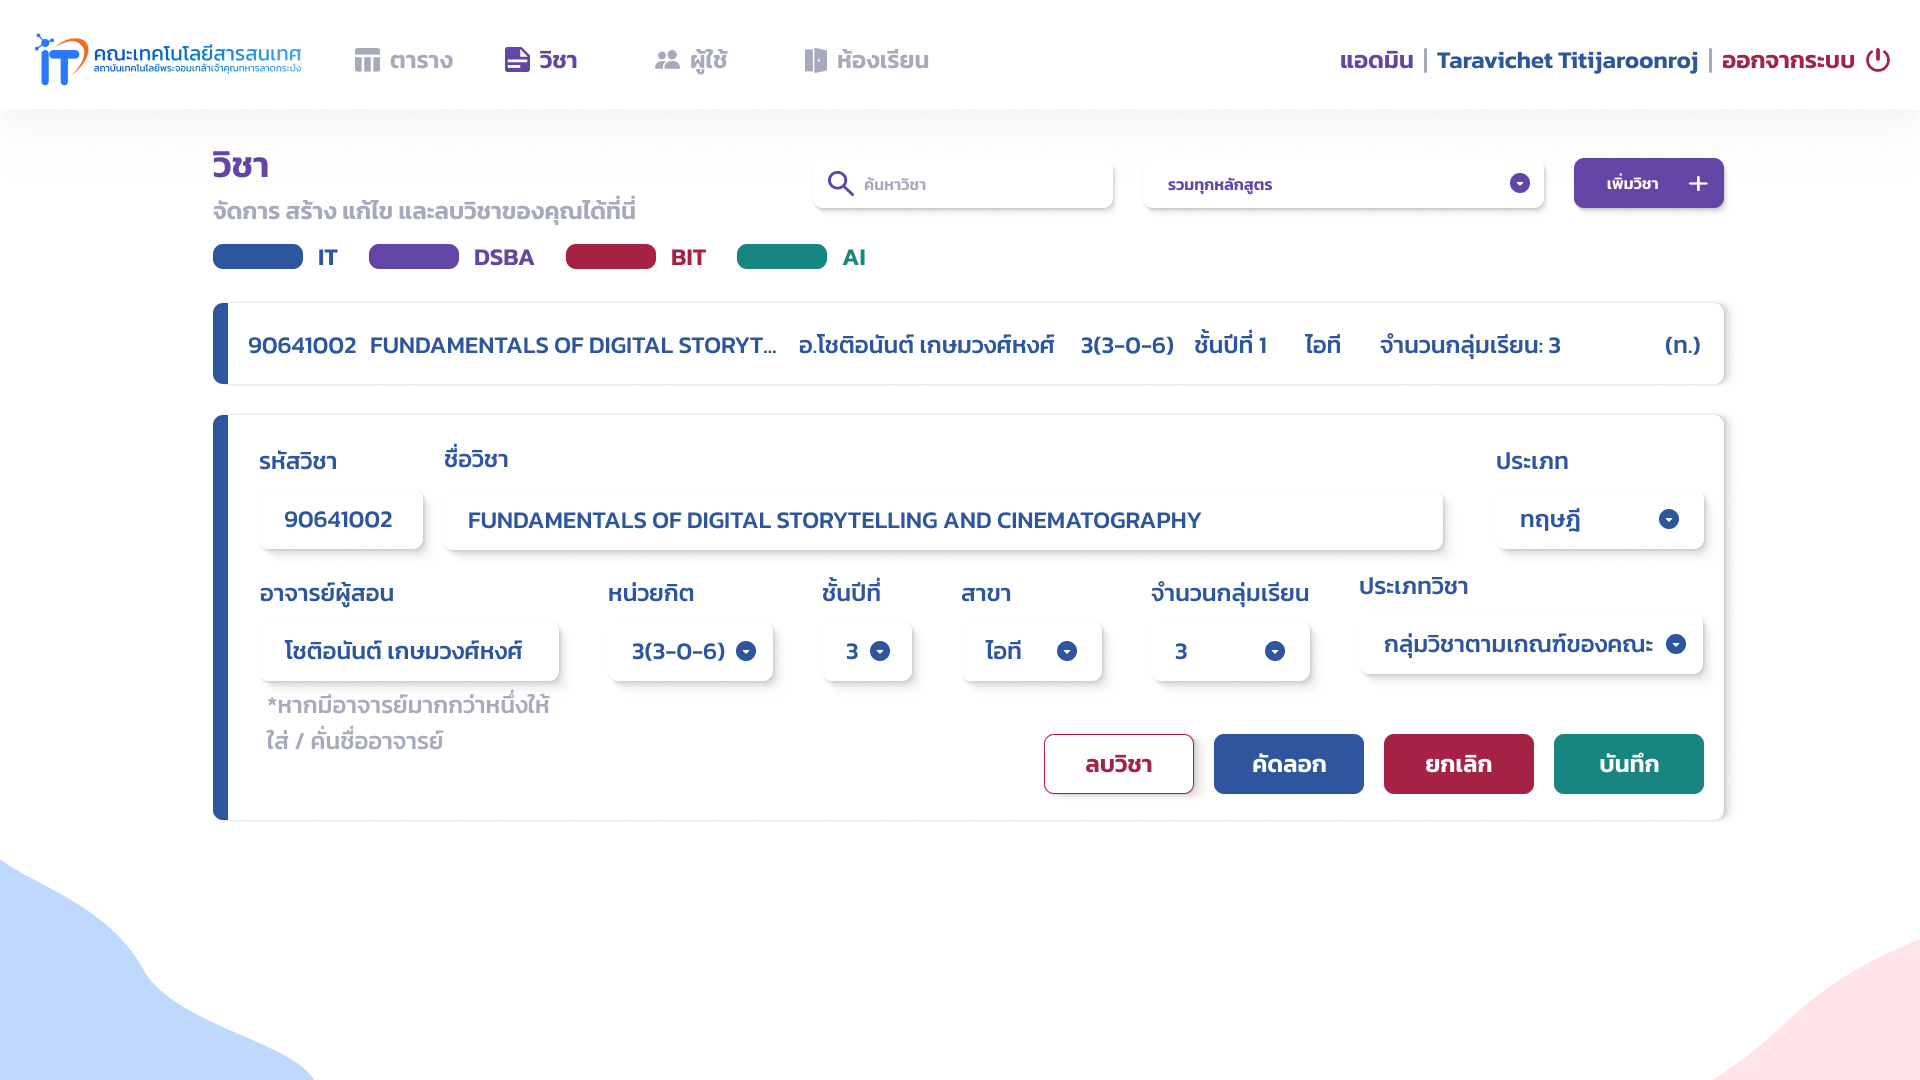 คณะเทคโนโลยีสารสนเทศ
สถาบันเทคโนโลยีพระจอมเกล้าเจ้าคุณทหารลาดกระบัง
ตาราง วิชา ผู้ใช้ ห้องเรียน
แอดมิน | Taravichet Titijaroonroj | ออกจากระบบ
วิชา
จัดการ สร้าง แก้ไข และลบวิชาของคุณได้ที่นี่
ค้นหาวิชา รวมทุกหลักสูตร เพิ่มวิชา
IT DSBA BIT AI
90641002 FUNDAMENTALS OF DIGITAL STORYT... อ.โชติอนันต์ เกษมวงศ์หงศ์ 3(3-0-6) ชั้นปีที่ 1 ไอที จำนวนกลุ่มเรียน: 3 (ท.)
รหัสวิชา ชื่อวิชา ประเภท
90641002 FUNDAMENTALS OF DIGITAL STORYTELLING AND CINEMATOGRAPHY ทฤษฎี
อาจารย์ผู้สอน หน่วยกิต ชั้นปีที่ สาขา จำนวนกลุ่มเรียน ประเภทวิชา
โชติอนันต์ เกษมวงศ์หงศ์ 3(3-0-6) 3 ไอที 3 กลุ่มวิชาตามเกณฑ์ของคณะ
*หากมีอาจารย์มากกว่าหนึ่งให้
ใส่ / คั่นชื่ออาจารย์
ลบวิชา คัดลอก ยกเลิก บันทึก